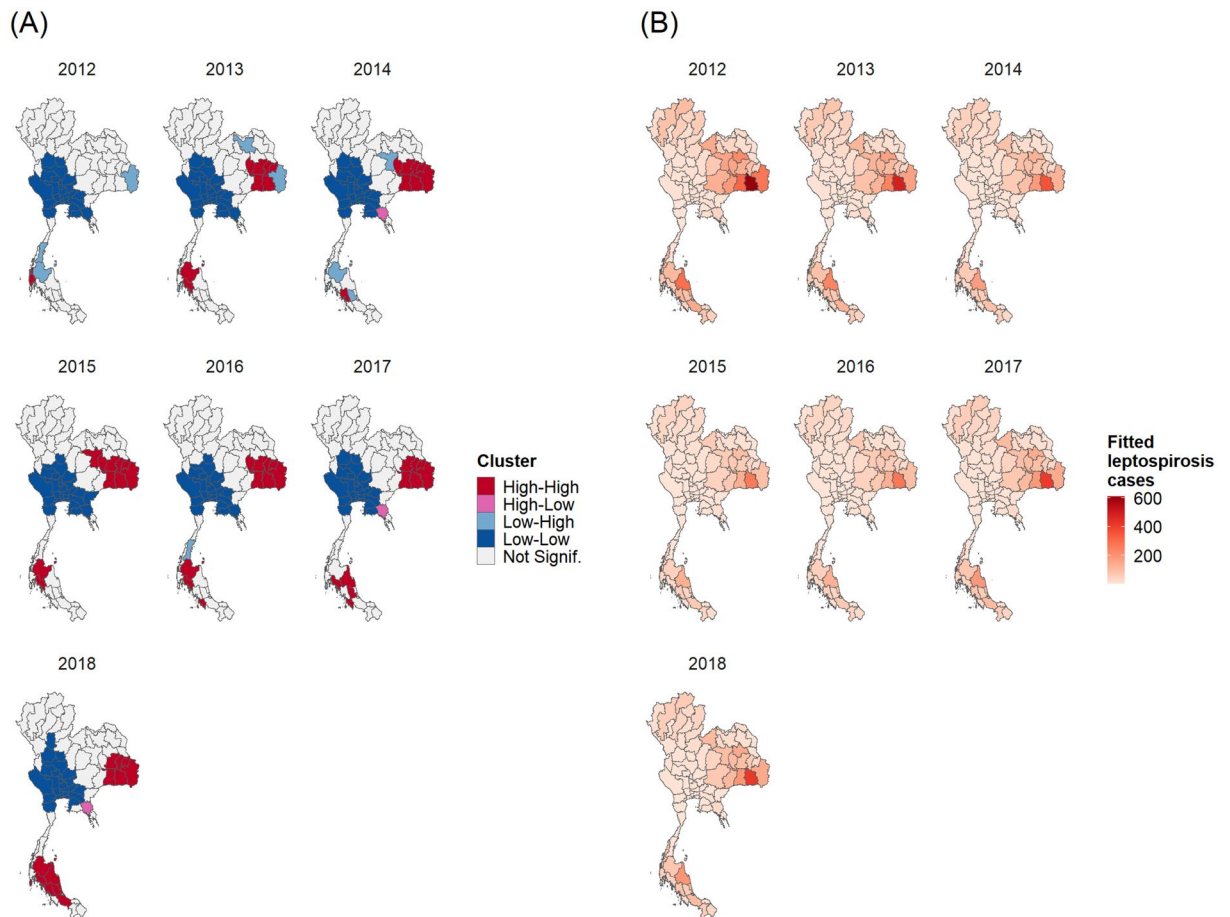 (A)
(B)
2012
2013
2014
2012
2013
2014
2015
2016
2017
2015
2016
2017
Cluster
High-High
High-Low
Low-High
Low-Low
Not Signif.
Fitted
leptospirosis
cases
600
400
200
2018
2018